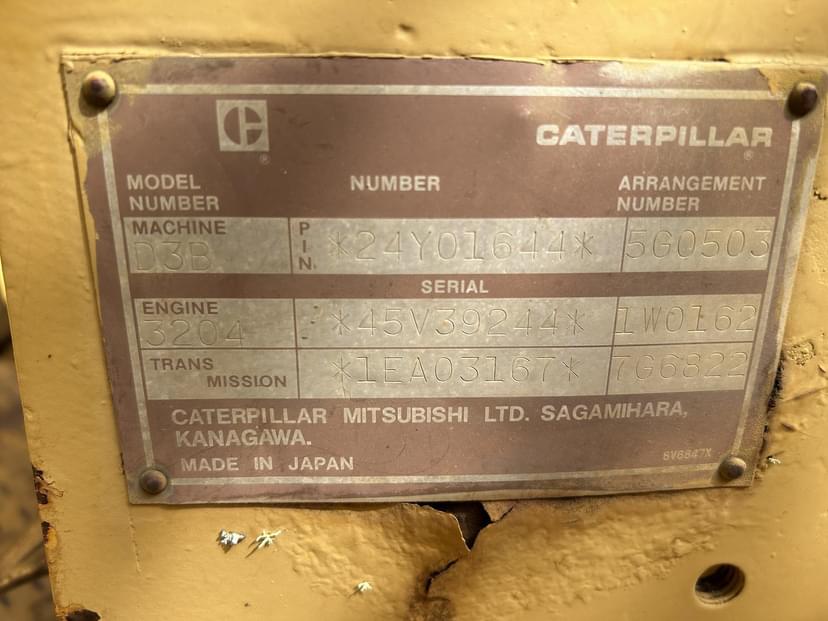 C
®
CATERPILLAR
®
MODEL NUMBER
NUMBER
ARRANGEMENT NUMBER
MACHINE
D3B
PIN.
*24Y01644*
5G0503
SERIAL
ENGINE
3204
*45V39244*
1W0162
TRANS MISSION
*1EA03167*
7G6822
CATERPILLAR MITSUBISHI LTD. SAGAMIHARA,
KANAGAWA.
MADE IN JAPAN
8V6847X